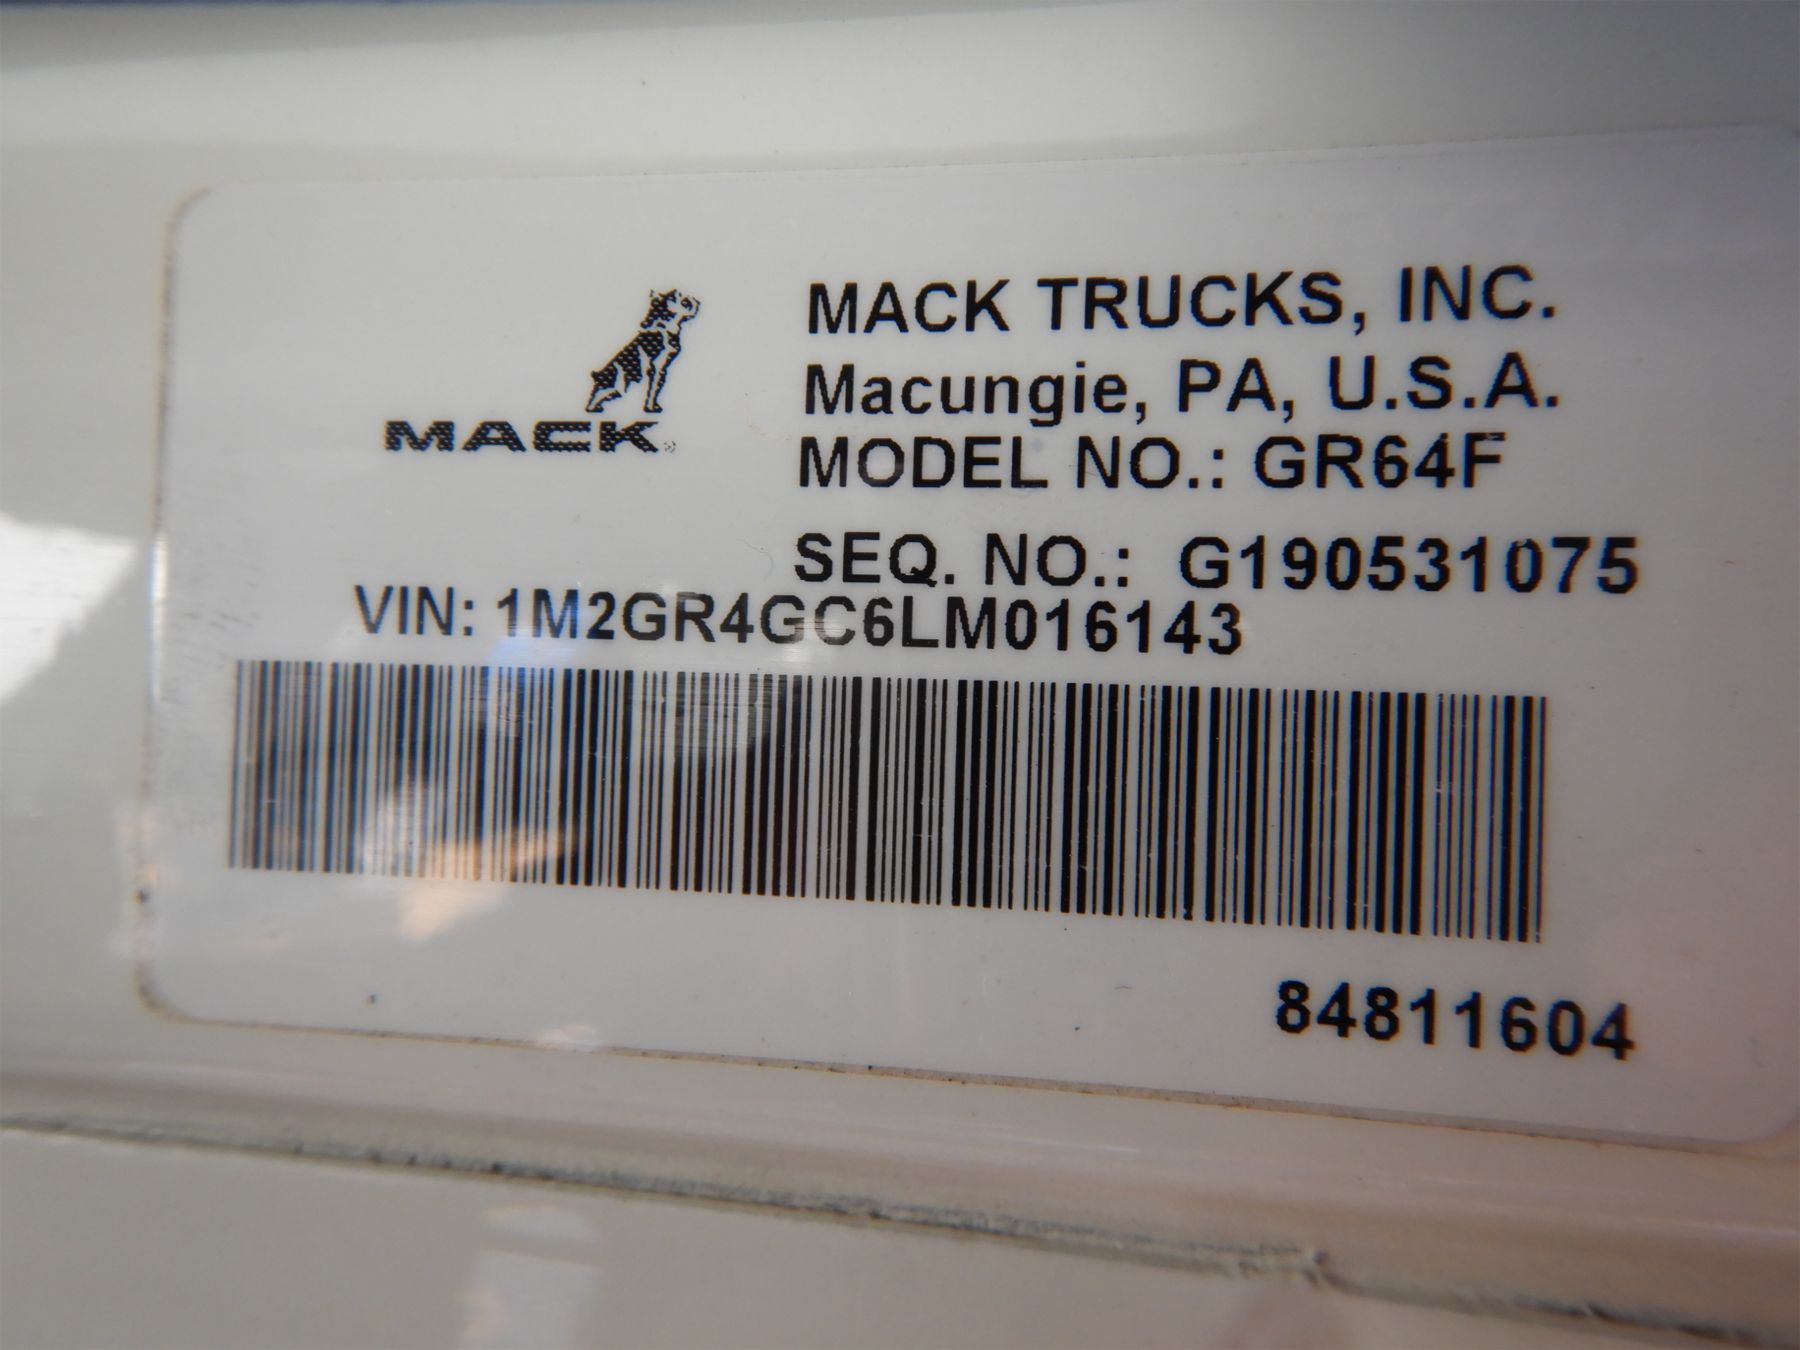 MACK TRUCKS, INC.
Macungie, PA, U.S.A.
MACK
MODEL NO.: GR64F
SEQ. NO.: G190531075
VIN: 1M2GR4GC6LM016143
84811604